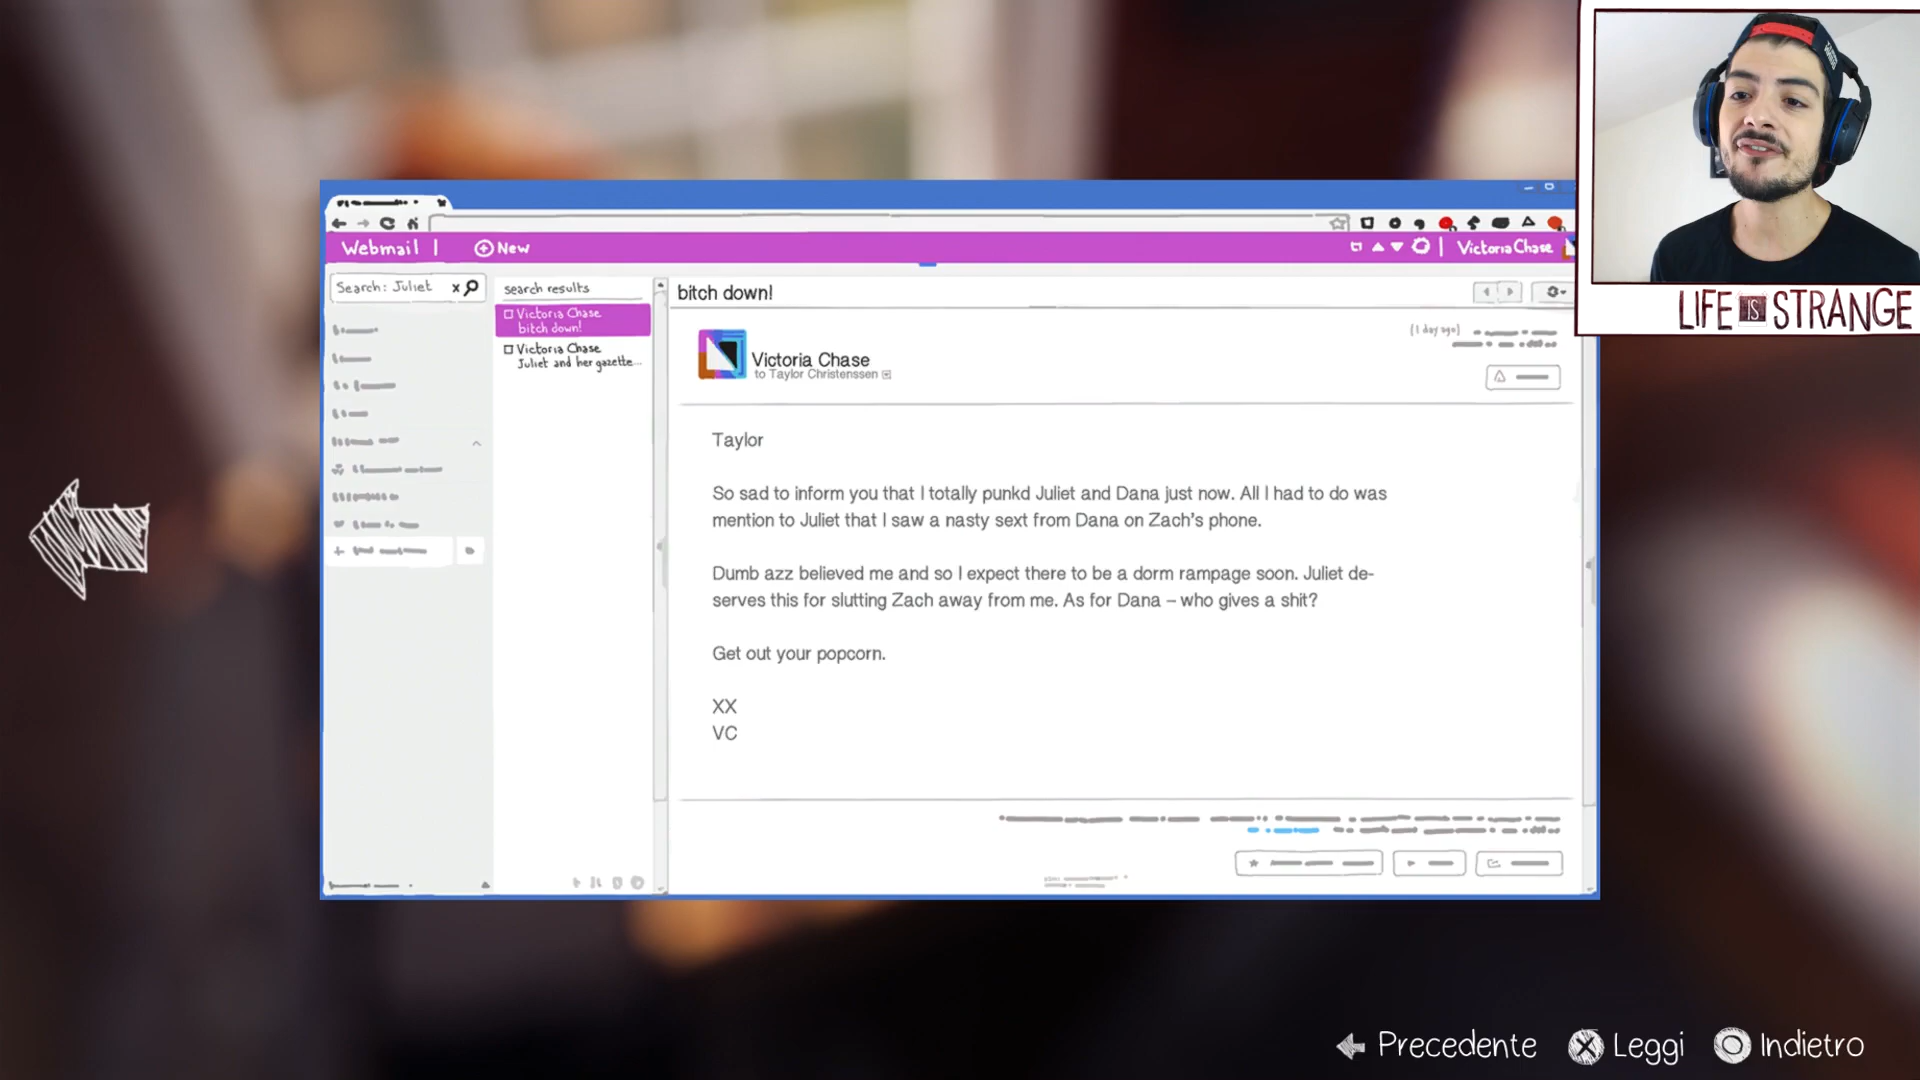 Webmail | New
Victoria Chase
Search: Juliet x
search results
Victoria Chase
bitch down!
Victoria Chase
Juliet and her gazette...
bitch down!
(1 day ago)
Victoria Chase
to Taylor Christenssen
Taylor
So sad to inform you that I totally punkd Juliet and Dana just now. All I had to do was
mention to Juliet that I saw a nasty sext from Dana on Zach's phone.
Dumb azz believed me and so I expect there to be a dorm rampage soon. Juliet de-
serves this for slutting Zach away from me. As for Dana – who gives a shit?
Get out your popcorn.
XX
VC
LIFE IS STRANGE
Precedente
Leggi
Indietro